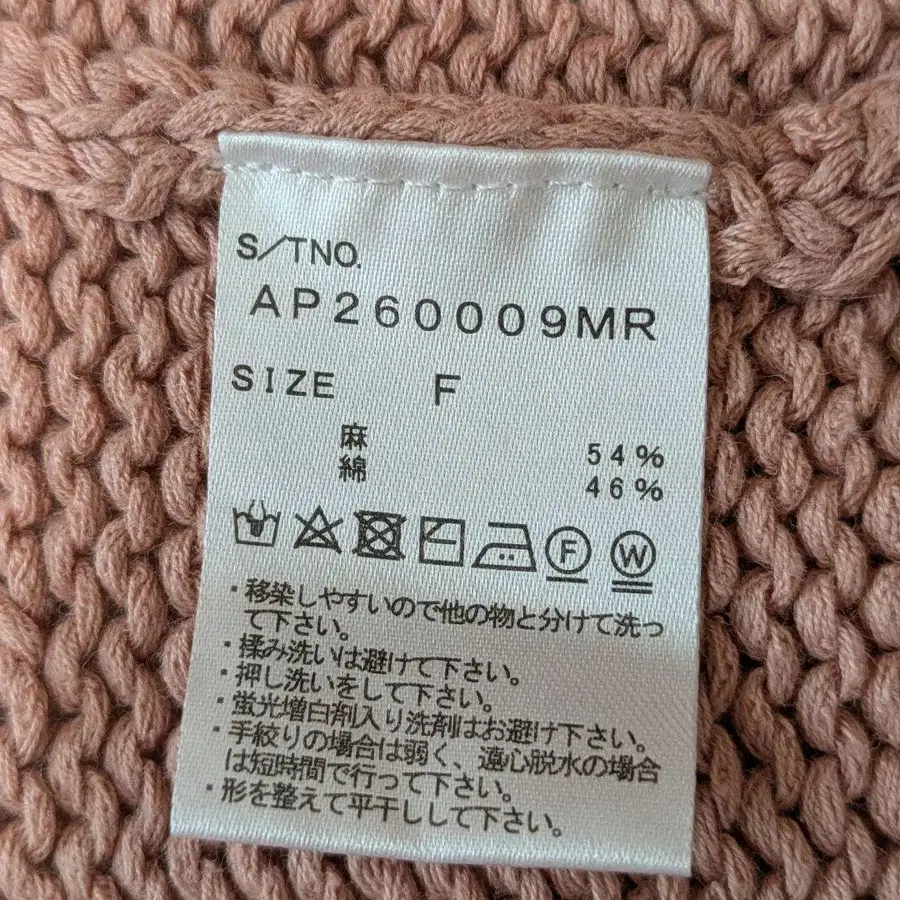 S/TNO.
AP260009MR
SIZE F
麻 54%
綿 46%
F W
・移染しやすいので他の物と分けて洗っ
て下さい。
・揉み洗いは避けて下さい。
・押し洗いをして下さい。
・蛍光増白剤入り洗剤はお避け下さい。
・手絞りの場合は弱く、遠心脱水の場合
は短時間で行って下さい。
・形を整えて平干しして下さい。